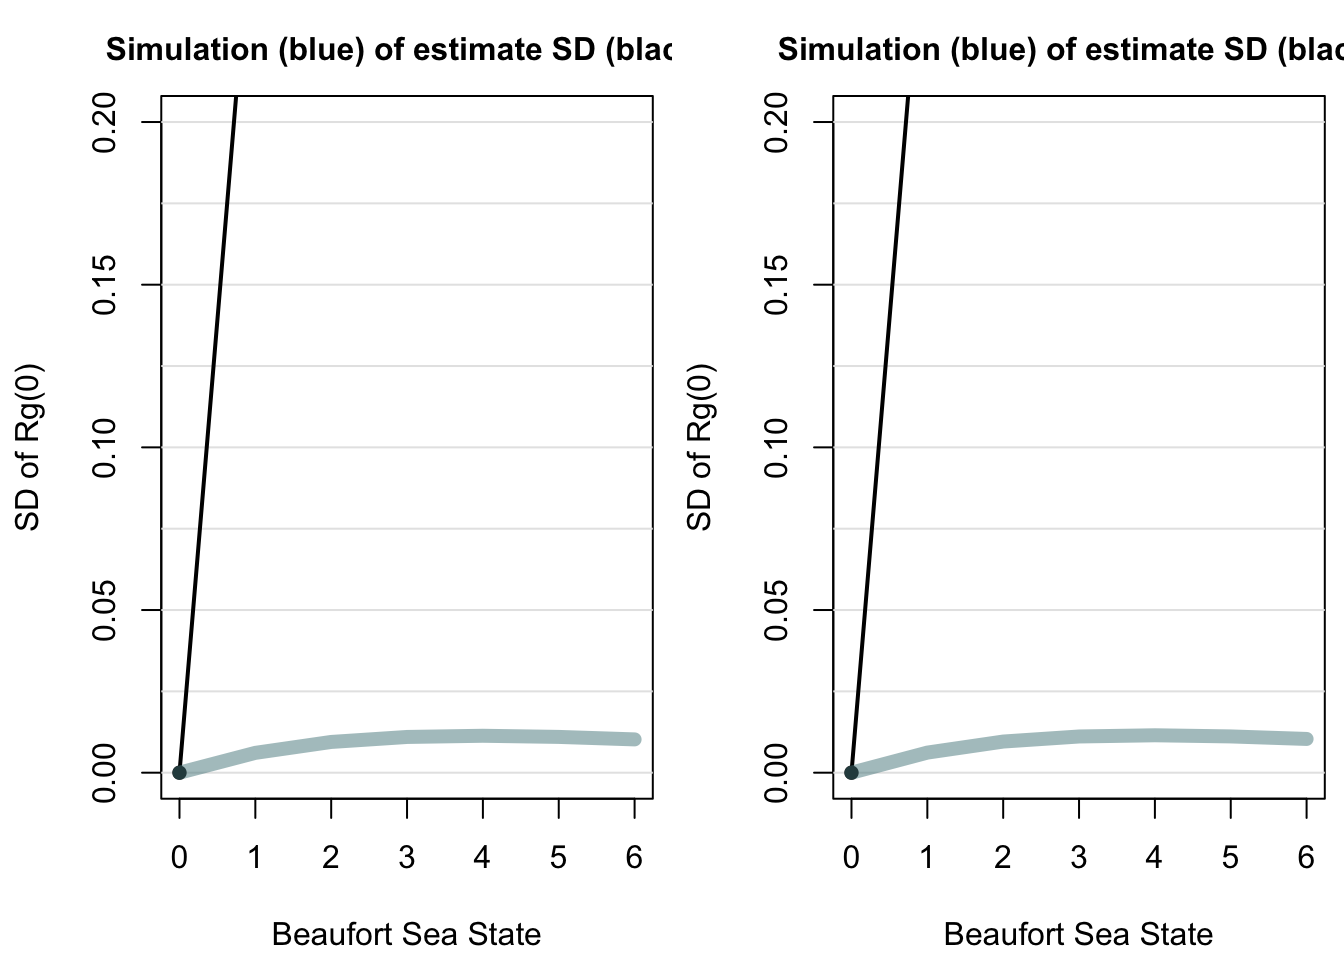 Simulation (blue) of estimate SD (blac
SD of Rg(0)
0.20
0.15
0.10
0.05
0.00
0 1 2 3 4 5 6
Beaufort Sea State
Simulation (blue) of estimate SD (blac
SD of Rg(0)
0.20
0.15
0.10
0.05
0.00
0 1 2 3 4 5 6
Beaufort Sea State